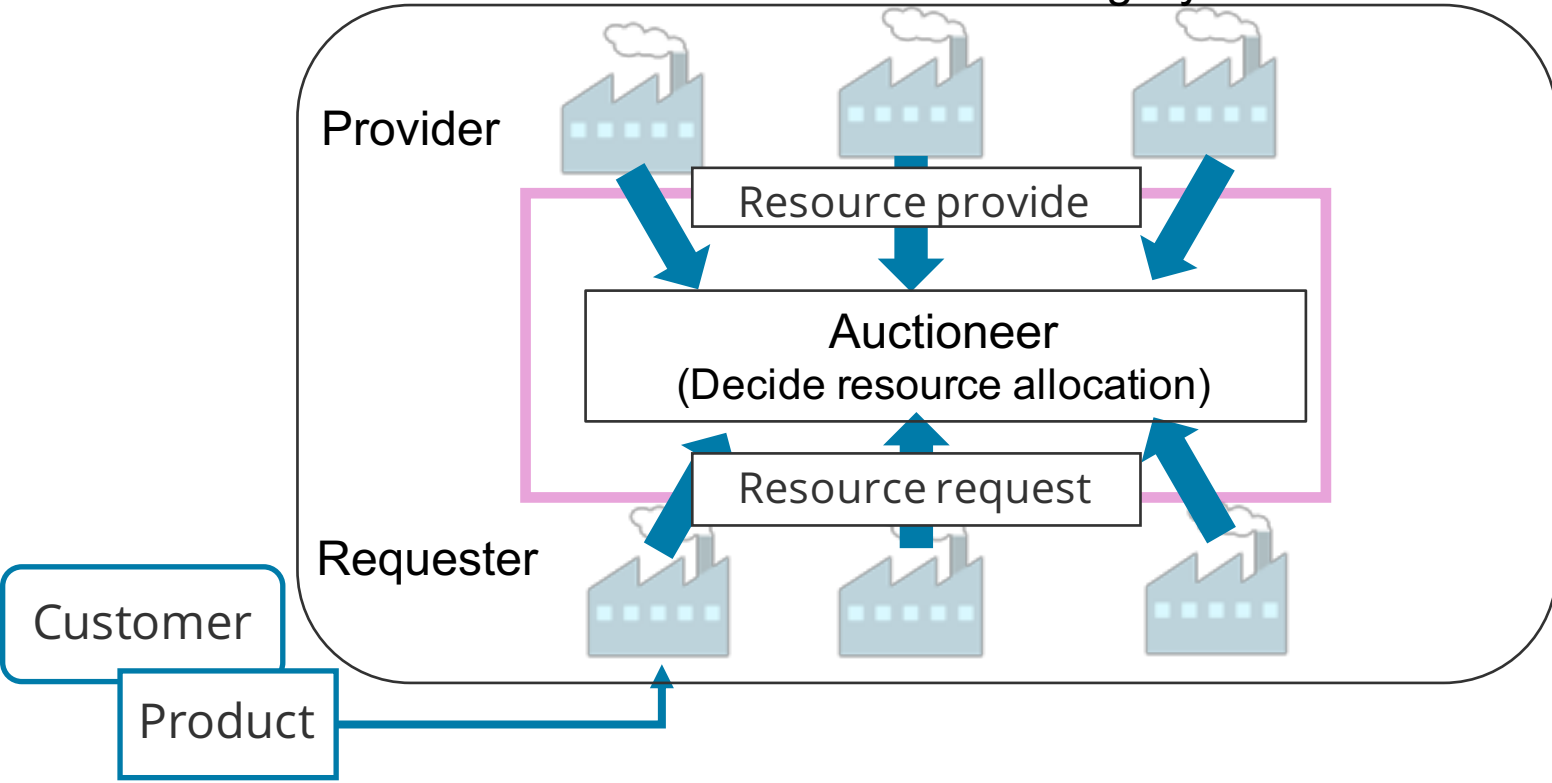 Provider
Resource provide
Auctioneer
(Decide resource allocation)
Resource request
Requester
Customer
Product